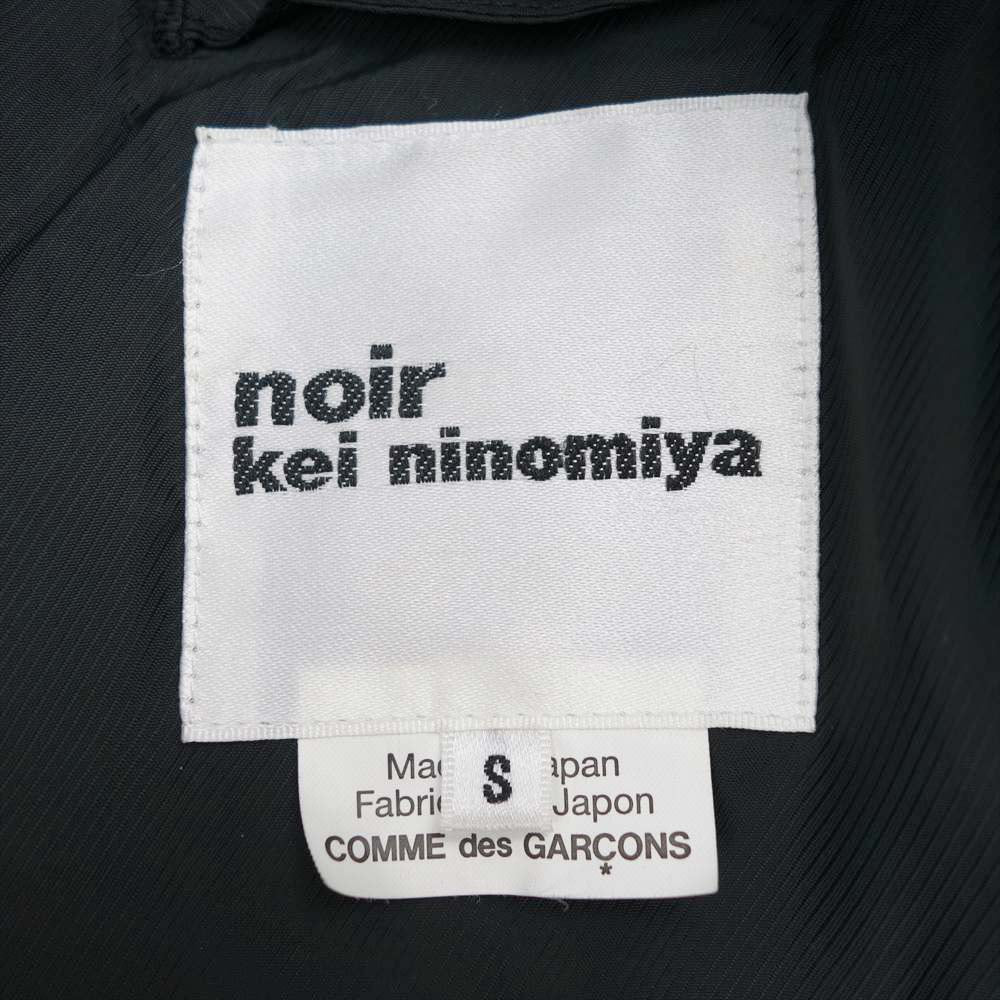 noir
kei ninomiya
S
Japon
COMME des GARÇONS
*